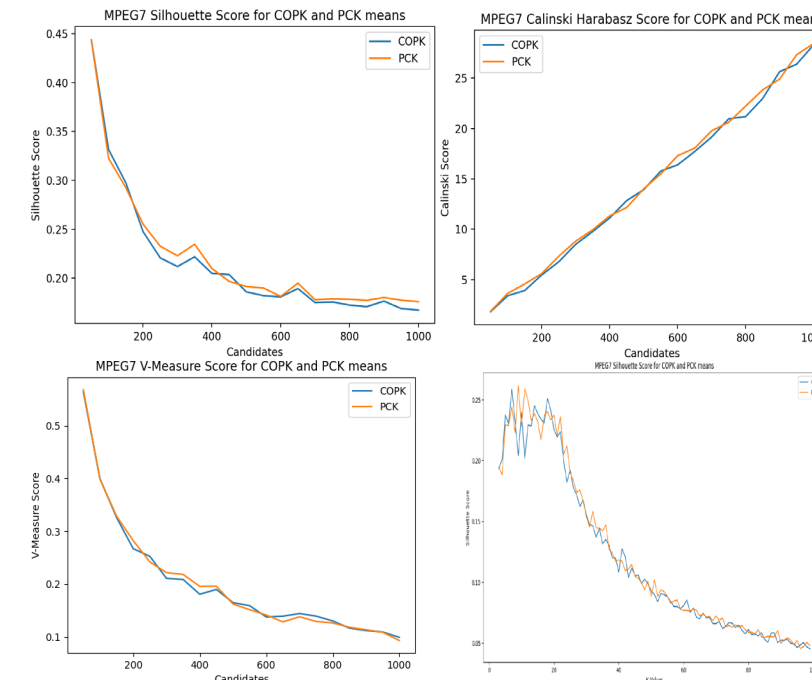 MPEG7 Silhouette Score for COPK and PCK means
COPK
PCK
0.45
0.40
0.35
0.30
0.25
0.20
Silhouette Score
200
400
600
800
1000
Candidates
MPEG7 Calinski Harabasz Score for COPK and PCK mea
COPK
PCK
25
20
15
10
5
Calinski Score
200
400
600
800
Candidates
MPEG7 V-Measure Score for COPK and PCK means
COPK
PCK
0.5
0.4
0.3
0.2
0.1
V-Measure Score
200
400
600
800
1000
Candidates
MPEG7 Silhouette Score for COPK and PCK means
0.25
0.20
0.15
0.10
0.05
Silhouette Score
0
20
40
60
80